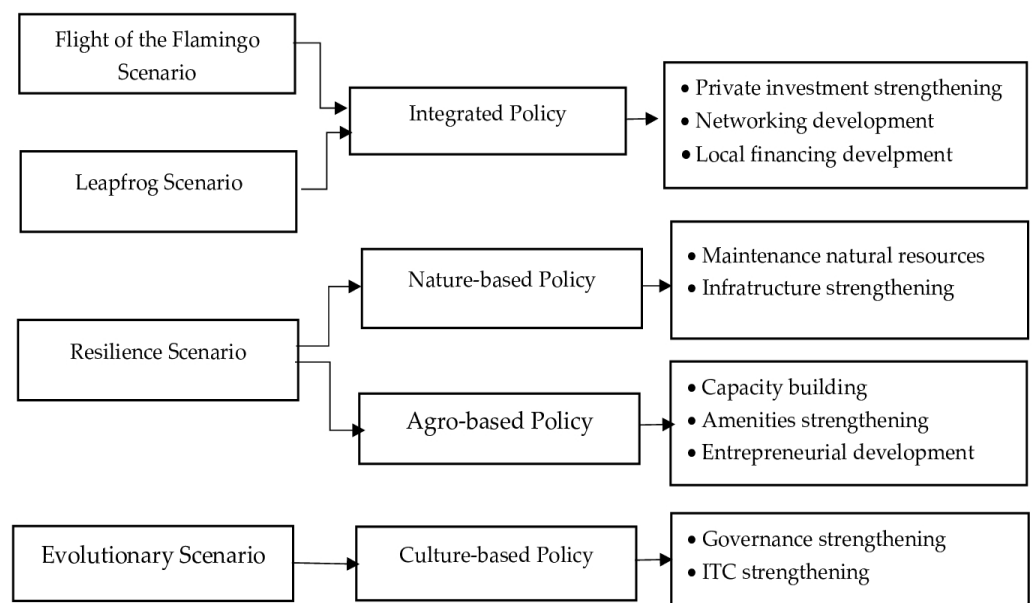 Flight of the Flamingo
Scenario
Leapfrog Scenario
Integrated Policy
• Private investment strengthening
• Networking development
• Local financing develpment
Resilience Scenario
Nature-based Policy
• Maintenance natural resources
• Infratructure strengthening
Agro-based Policy
• Capacity building
• Amenities strengthening
• Entrepreneurial development
Evolutionary Scenario
Culture-based Policy
• Governance strengthening
• ITC strengthening